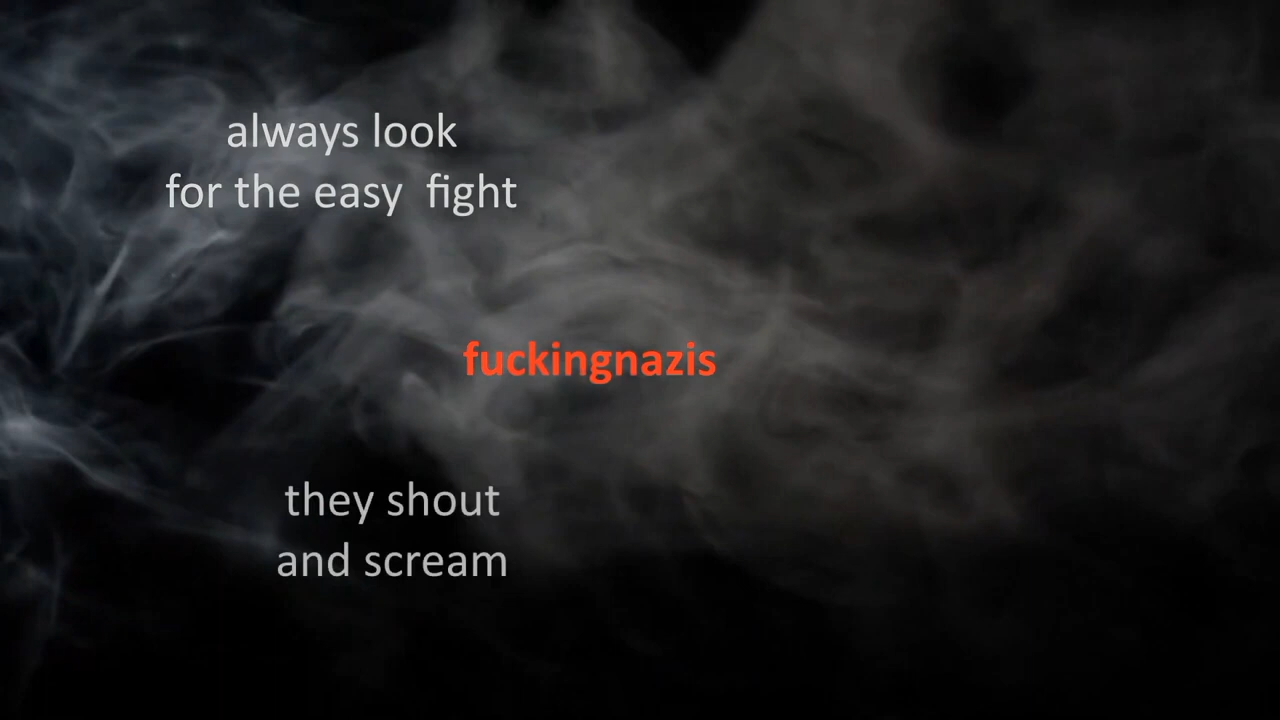 always look
for the easy  fight
fuckingnazis
they shout
and scream